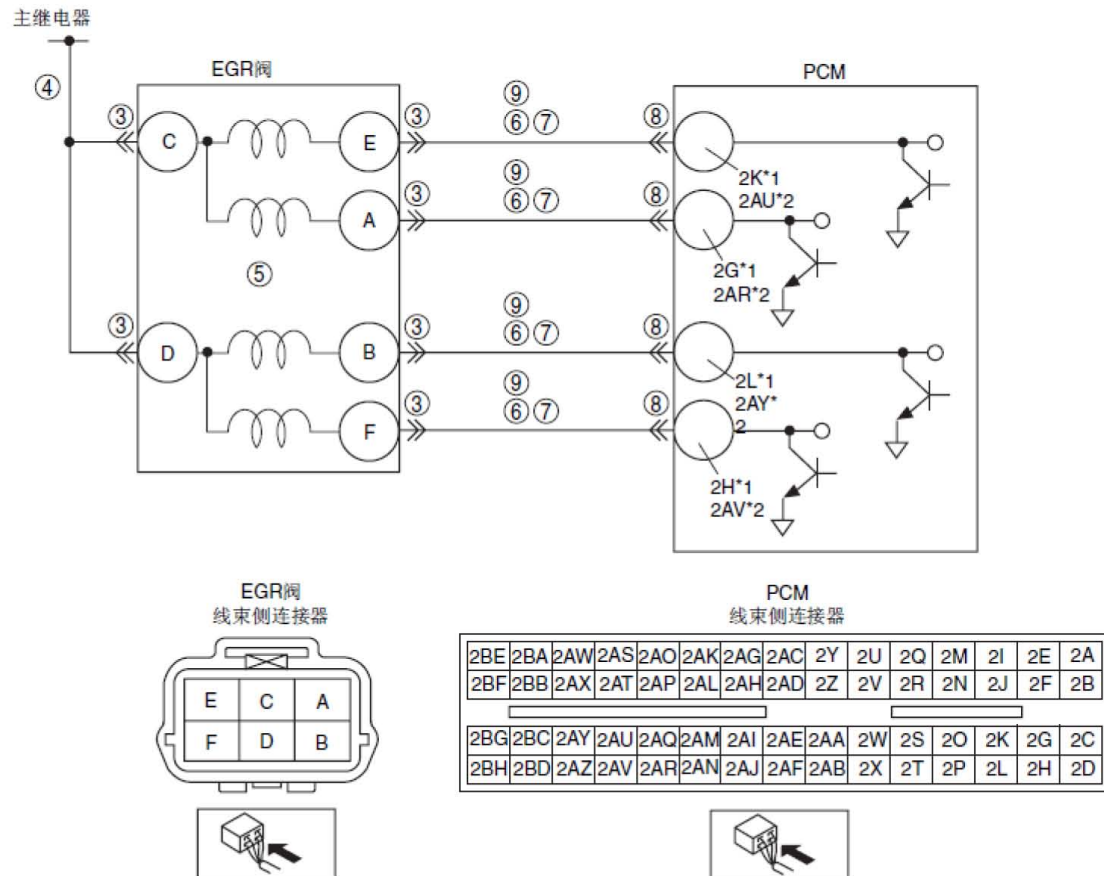 主继电器
EGR阀
PCM
④
⑨
③
③
⑥⑦
⑧
C
E
2K*1
2AU*2
⑨
③
⑥⑦
⑧
A
2G*1
2AR*2
⑤
⑨
③
③
⑥⑦
⑧
D
B
2L*1
2AY*
2
⑨
③
⑥⑦
⑧
F
2H*1
2AV*2
EGR阀
线束侧连接器
E C A
F D B
PCM
线束侧连接器
2BE 2BA 2AW 2AS 2AO 2AK 2AG 2AC 2Y 2U 2Q 2M 2I 2E 2A
2BF 2BB 2AX 2AT 2AP 2AL 2AH 2AD 2Z 2V 2R 2N 2J 2F 2B
2BG 2BC 2AY 2AU 2AQ 2AM 2AI 2AE 2AA 2W 2S 2O 2K 2G 2C
2BH 2BD 2AZ 2AV 2AR 2AN 2AJ 2AF 2AB 2X 2T 2P 2L 2H 2D